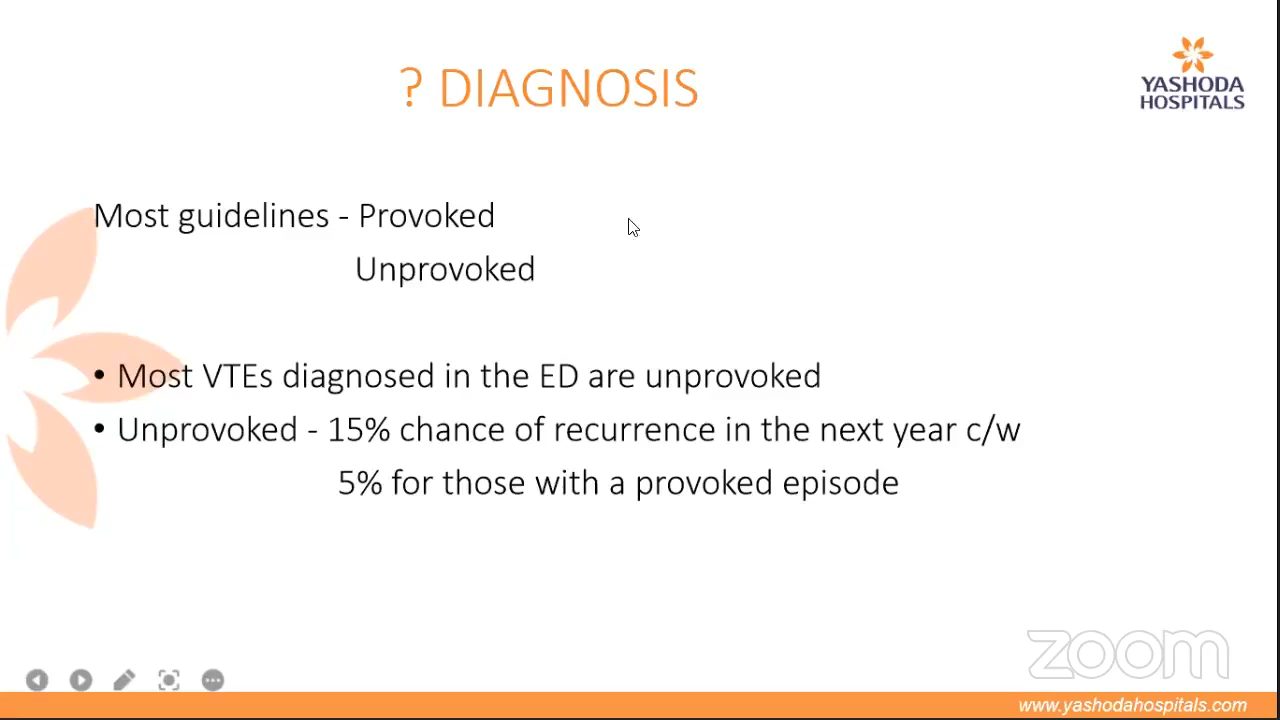 ? DIAGNOSIS
YASHODA
HOSPITALS
Most guidelines - Provoked
Unprovoked
• Most VTEs diagnosed in the ED are unprovoked
• Unprovoked - 15% chance of recurrence in the next year c/w
5% for those with a provoked episode
zoom
www.yashodahospitals.com